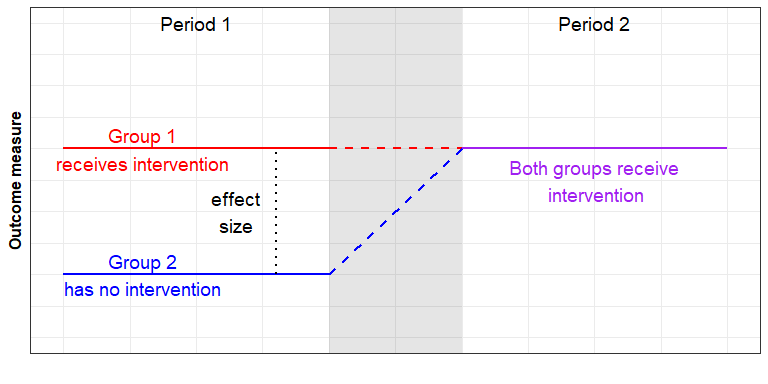 Period 1
Period 2
Outcome measure
Group 1
receives intervention
effect
size
Group 2
has no intervention
Both groups receive
intervention